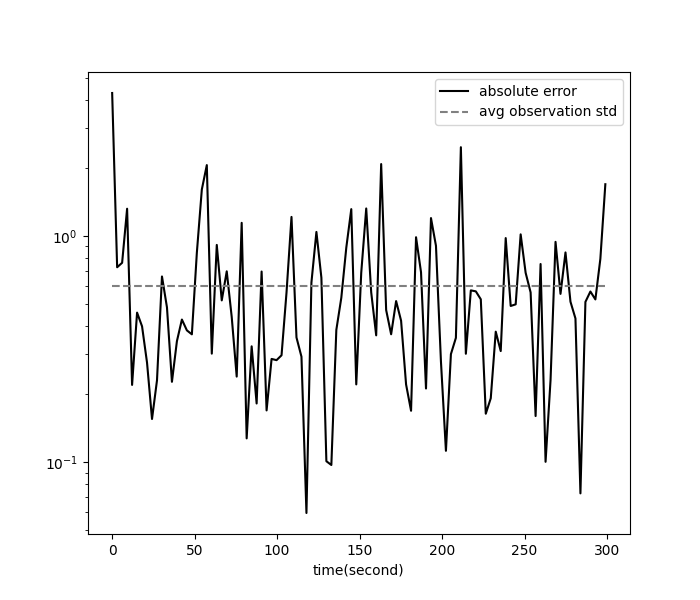 absolute error
avg observation std
10⁰
10⁻¹
0 50 100 150 200 250 300
time(second)